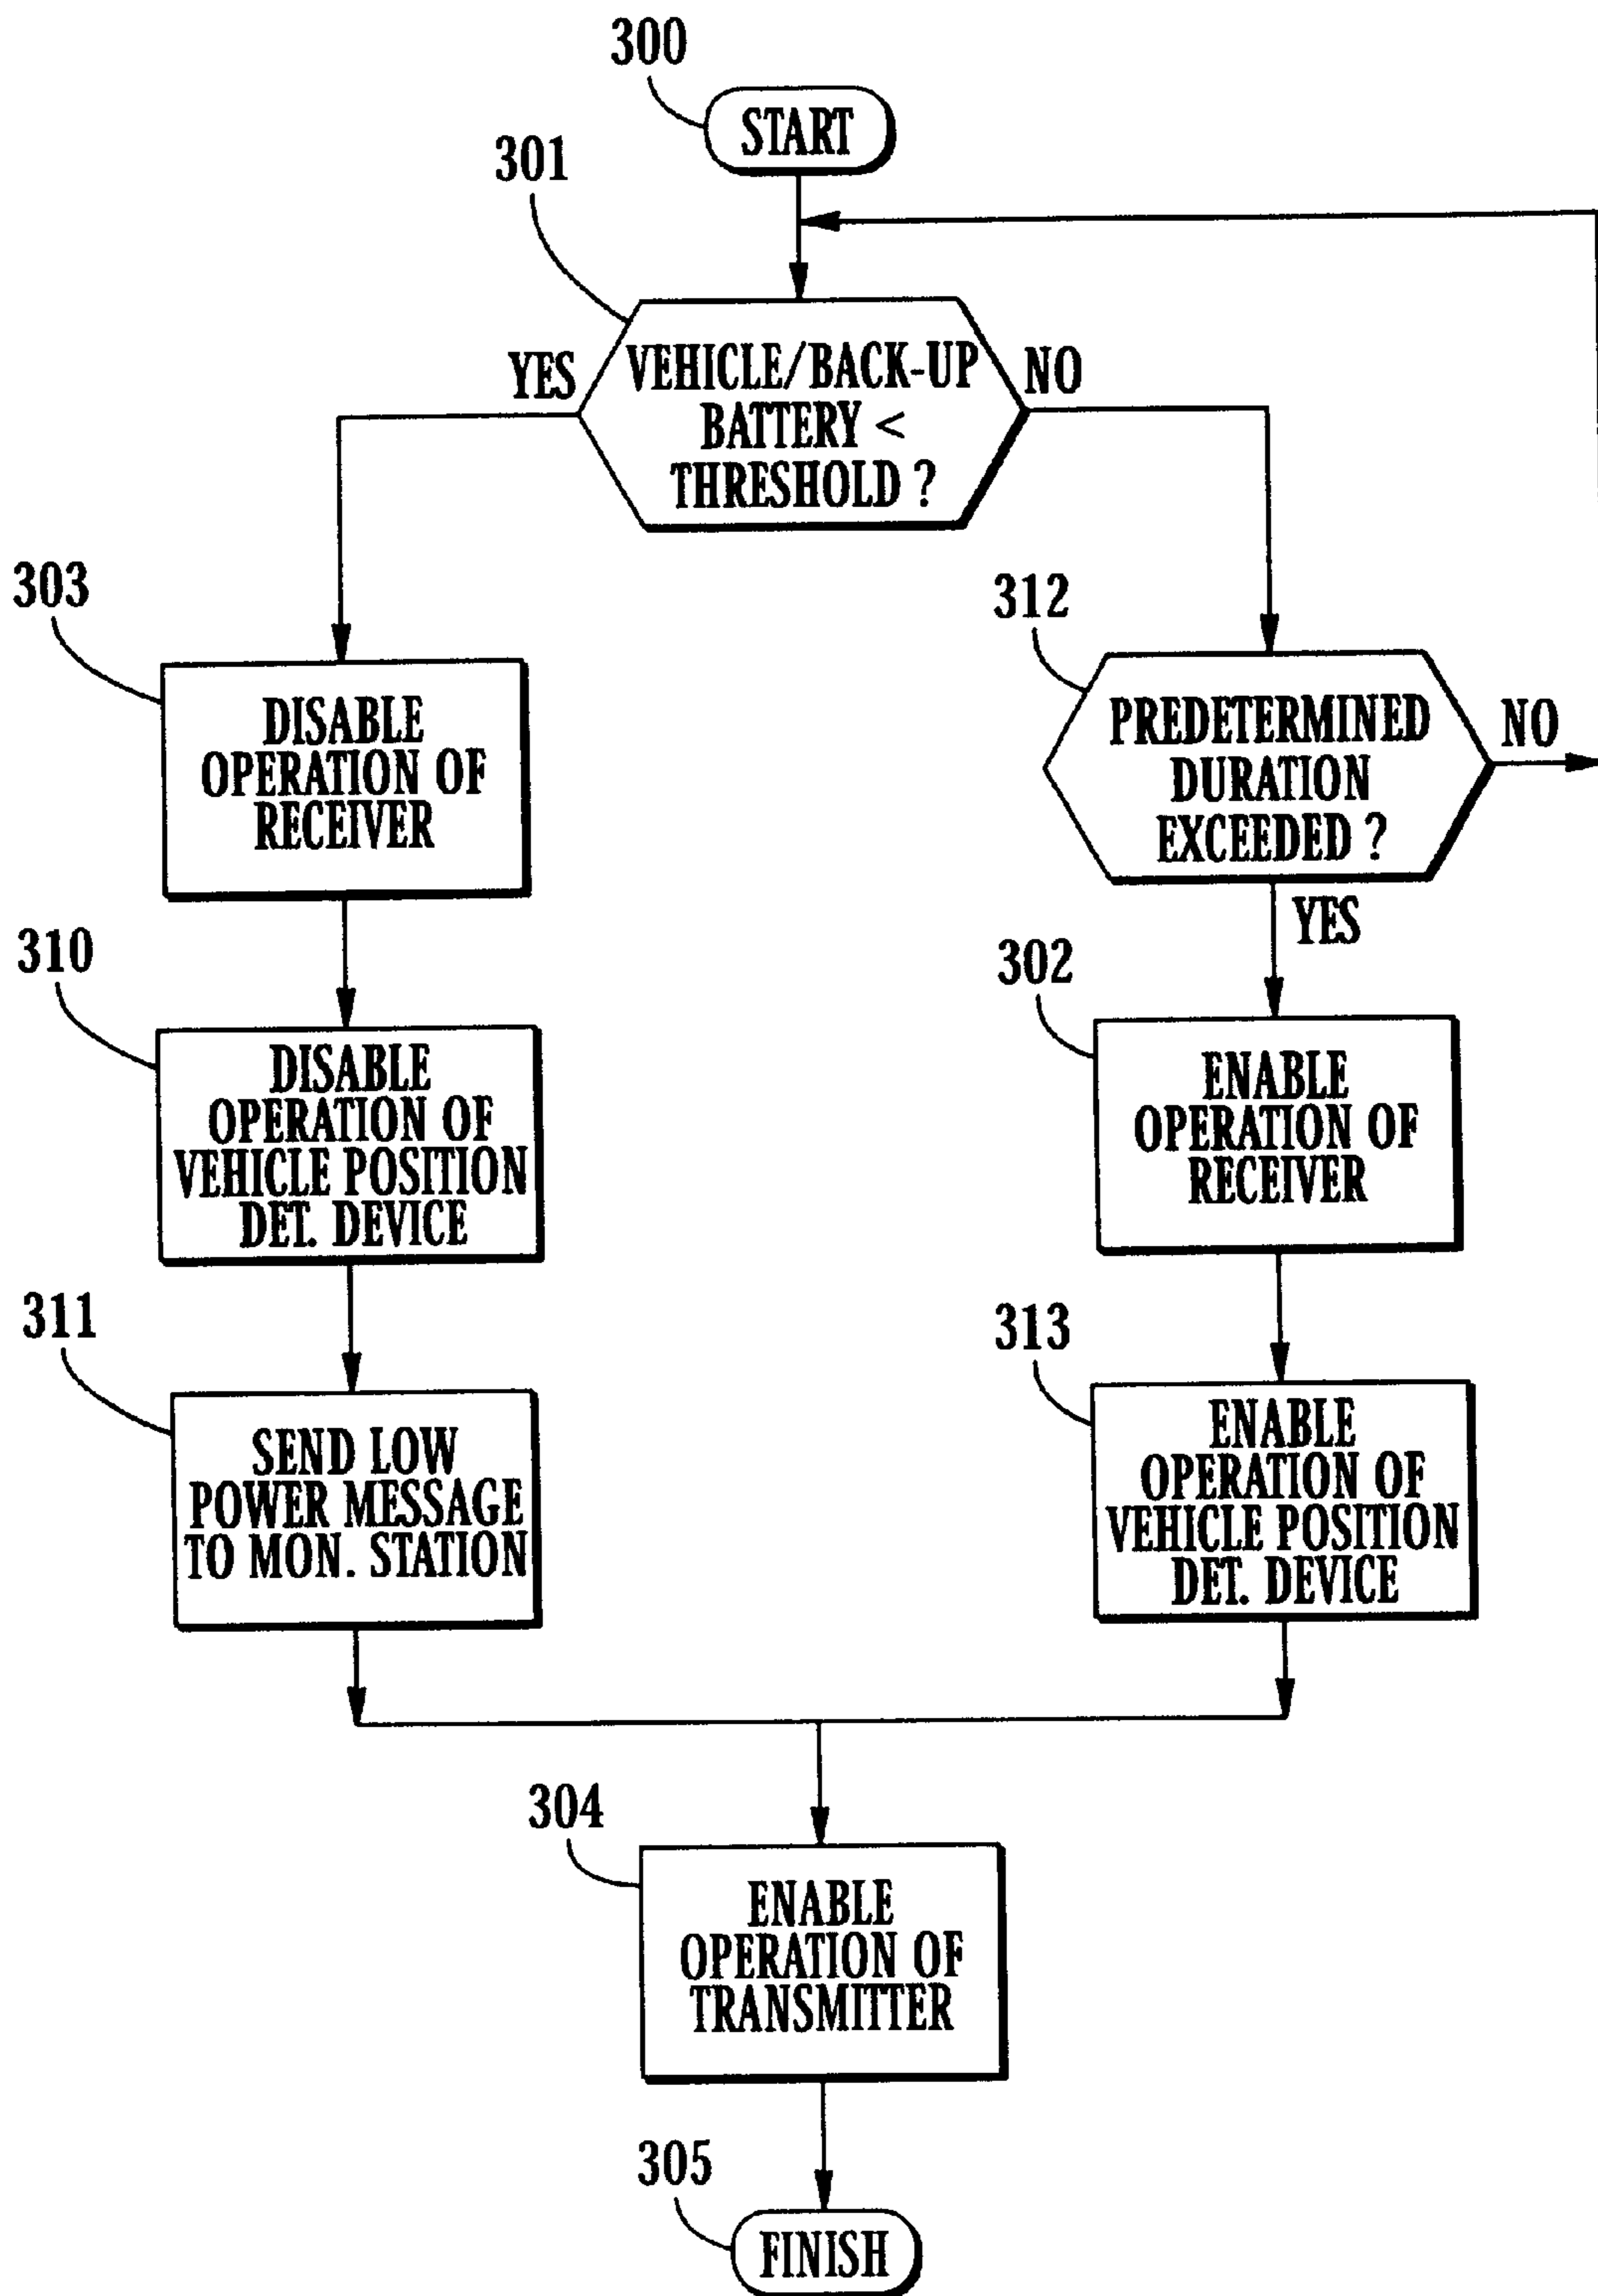 300
START
301
YES
VEHICLE/BACK-UP
BATTERY <
THRESHOLD ?
NO
303
DISABLE
OPERATION OF
RECEIVER
312
PREDETERMINED
DURATION
EXCEEDED ?
NO
YES
310
DISABLE
OPERATION OF
VEHICLE POSITION
DET. DEVICE
302
ENABLE
OPERATION OF
RECEIVER
311
SEND LOW
POWER MESSAGE
TO MON. STATION
313
ENABLE
OPERATION OF
VEHICLE POSITION
DET. DEVICE
304
ENABLE
OPERATION OF
TRANSMITTER
305
FINISH